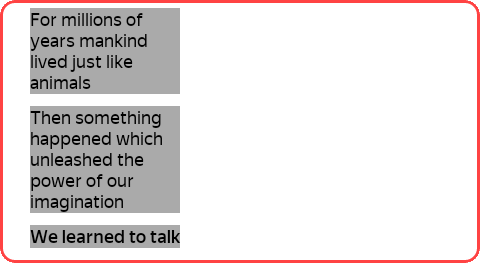 For millions of
years mankind
lived just like
animals
Then something
happened which
unleashed the
power of our
imagination
We learned to talk